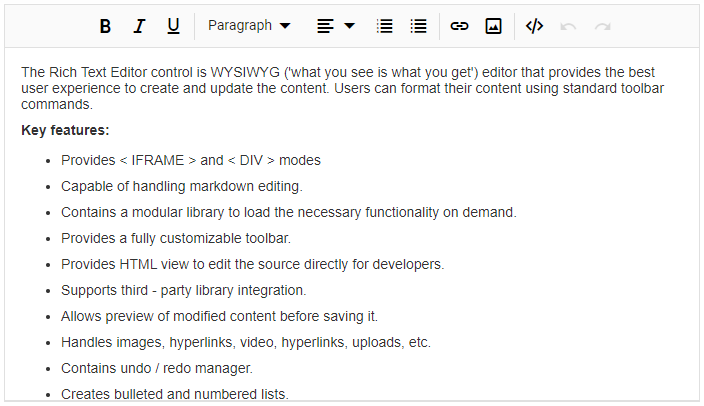 B I U Paragraph
The Rich Text Editor control is WYSIWYG ('what you see is what you get') editor that provides the best
user experience to create and update the content. Users can format their content using standard toolbar
commands.
Key features:
• Provides < IFRAME > and < DIV > modes
• Capable of handling markdown editing.
• Contains a modular library to load the necessary functionality on demand.
• Provides a fully customizable toolbar.
• Provides HTML view to edit the source directly for developers.
• Supports third - party library integration.
• Allows preview of modified content before saving it.
• Handles images, hyperlinks, video, hyperlinks, uploads, etc.
• Contains undo / redo manager.
• Creates bulleted and numbered lists.